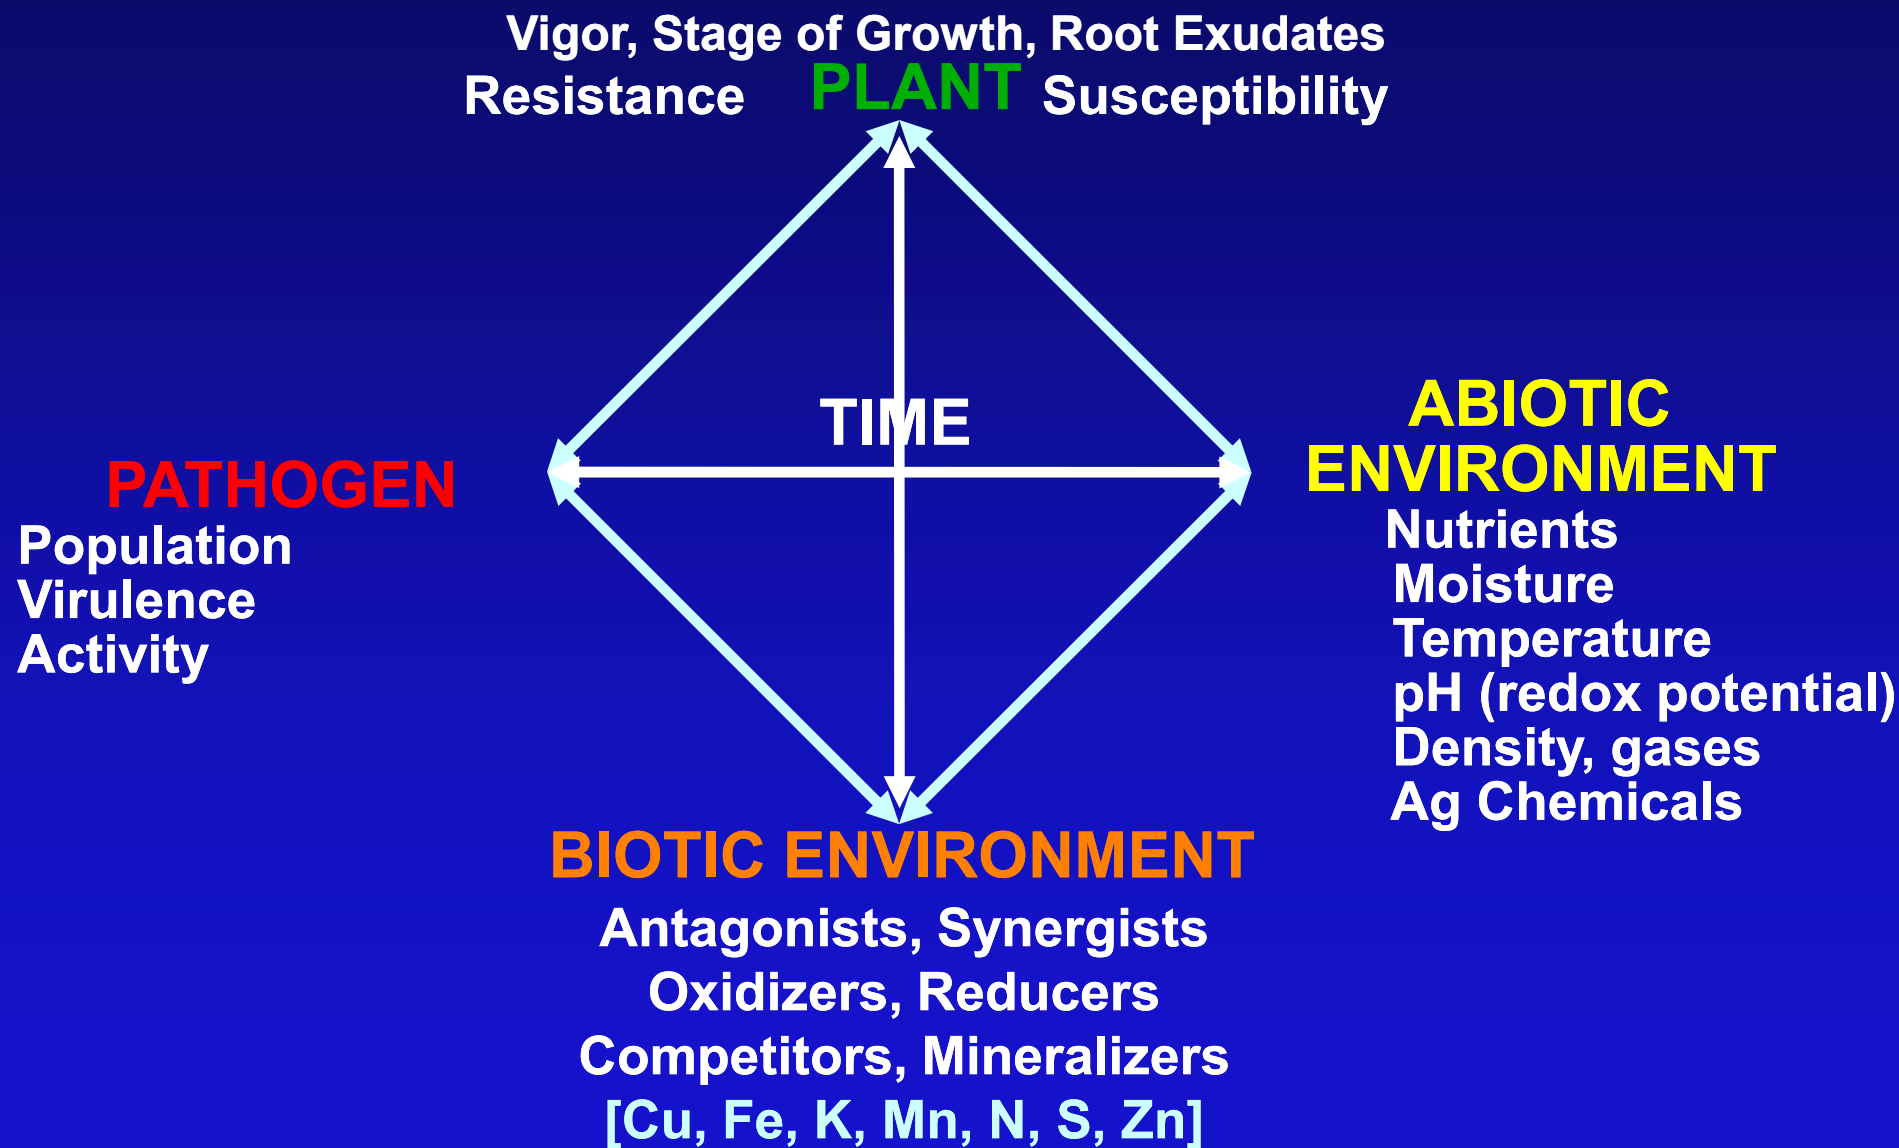 Vigor, Stage of Growth, Root Exudates
Resistance PLANT Susceptibility
TIME
PATHOGEN
Population
Virulence
Activity
ABIOTIC
ENVIRONMENT
Nutrients
Moisture
Temperature
pH (redox potential)
Density, gases
Ag Chemicals
BIOTIC ENVIRONMENT
Antagonists, Synergists
Oxidizers, Reducers
Competitors, Mineralizers
[Cu, Fe, K, Mn, N, S, Zn]